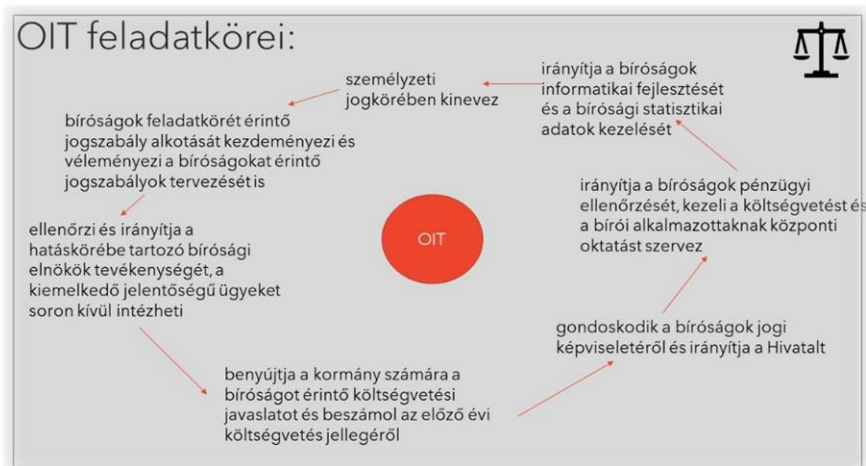 OIT feladatkörei:
személyzeti
jogkörében kinevez
irányítja a bíróságok
informatikai fejlesztését
és a bírósági statisztikai
adatok kezelését
bíróságok feladatkörét érintő
jogszabály alkotását kezdeményezi és
véleményezi a bíróságokat érintő
jogszabályok tervezését is
irányítja a bíróságok pénzügyi
ellenőrzését, kezeli a költségvetést és
a bírói alkalmazottaknak központi
oktatást szervez
ellenőrzi és irányítja a
hatáskörébe tartozó bírósági
elnökök tevékenységét, a
kiemelkedő jelentőségű ügyeket
soron kívül intézheti
OIT
gondoskodik a bíróságok jogi
képviseletéről és irányítja a Hivatalt
benyújtja a kormány számára a
bíróságot érintő költségvetési
javaslatot és beszámol az előző évi
költségvetés jellegéről